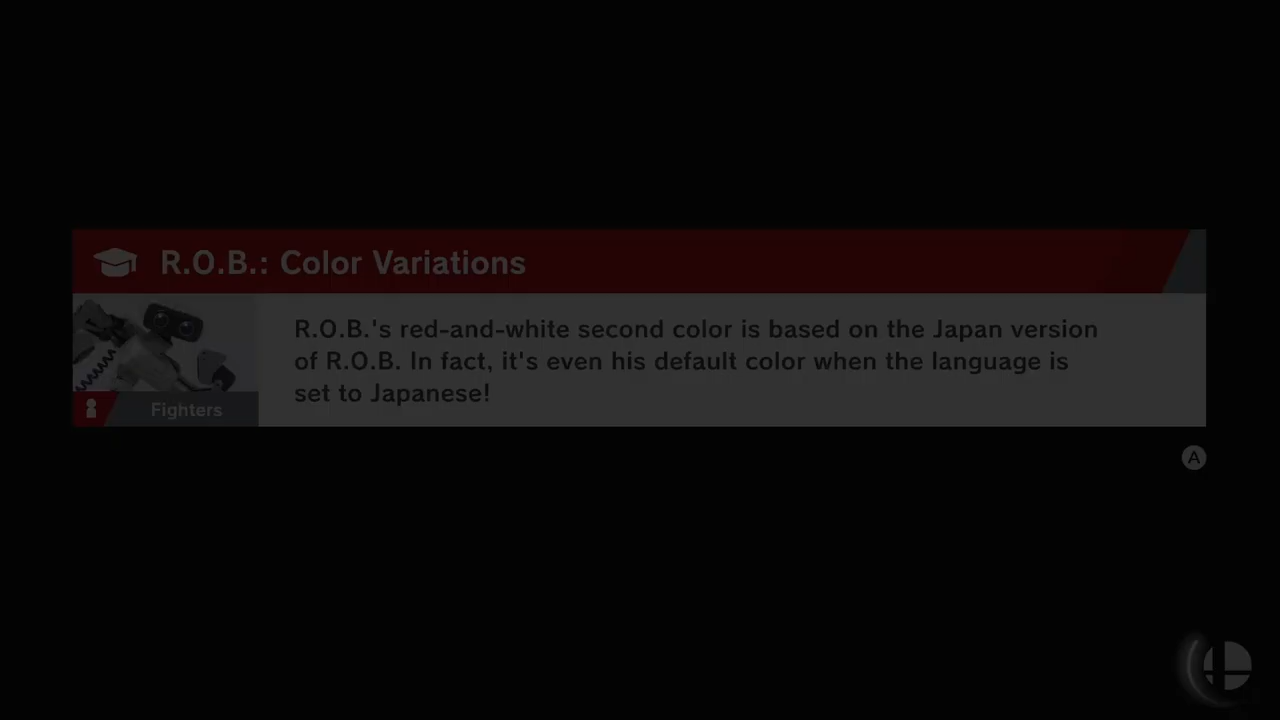 R.O.B.: Color Variations
R.O.B.'s red-and-white second color is based on the Japan version
of R.O.B. In fact, it's even his default color when the language is
set to Japanese!
Fighters
A